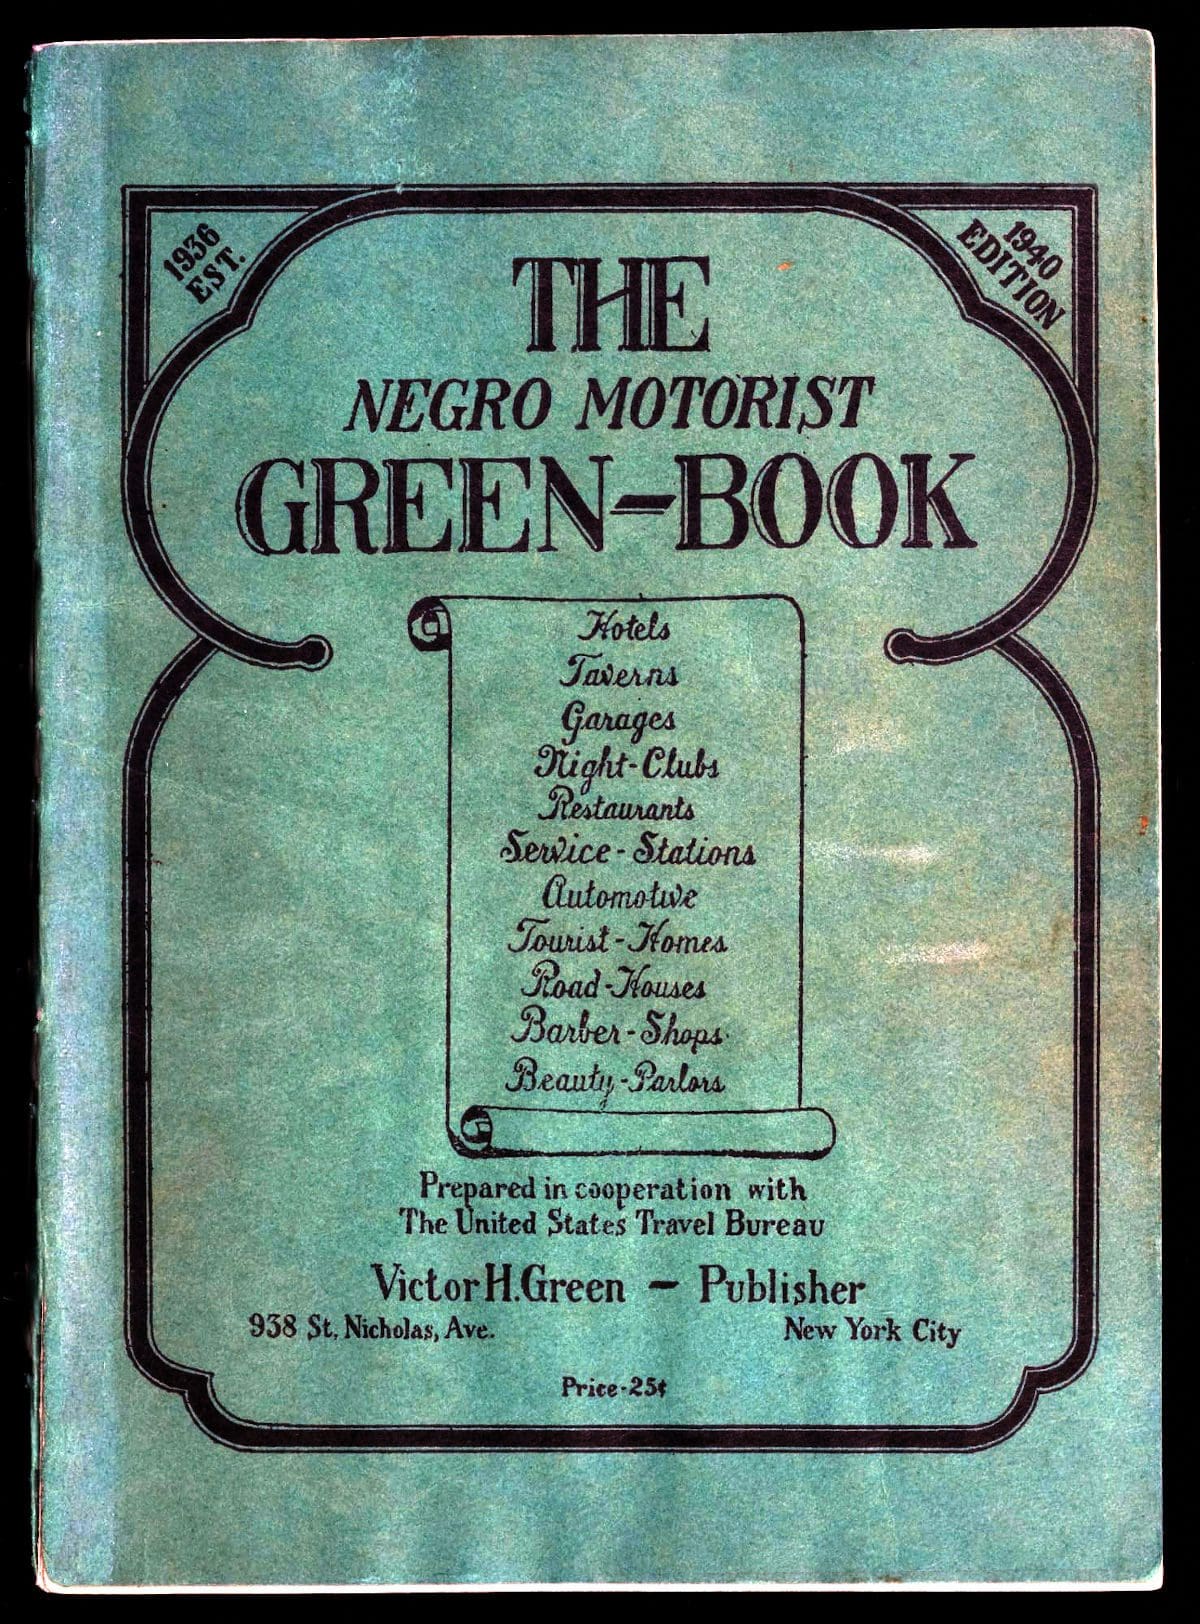 1936
EST.
1940
EDITION
THE
NEGRO MOTORIST
GREEN-BOOK
Hotels
Taverns
Garages
Night-Clubs
Restaurants
Service-Stations
Automotive
Tourist-Homes
Road-Houses
Barber-Shops
Beauty-Parlors
Prepared in cooperation with
The United States Travel Bureau
Victor H. Green — Publisher
938 St. Nicholas, Ave. New York City
Price-25¢